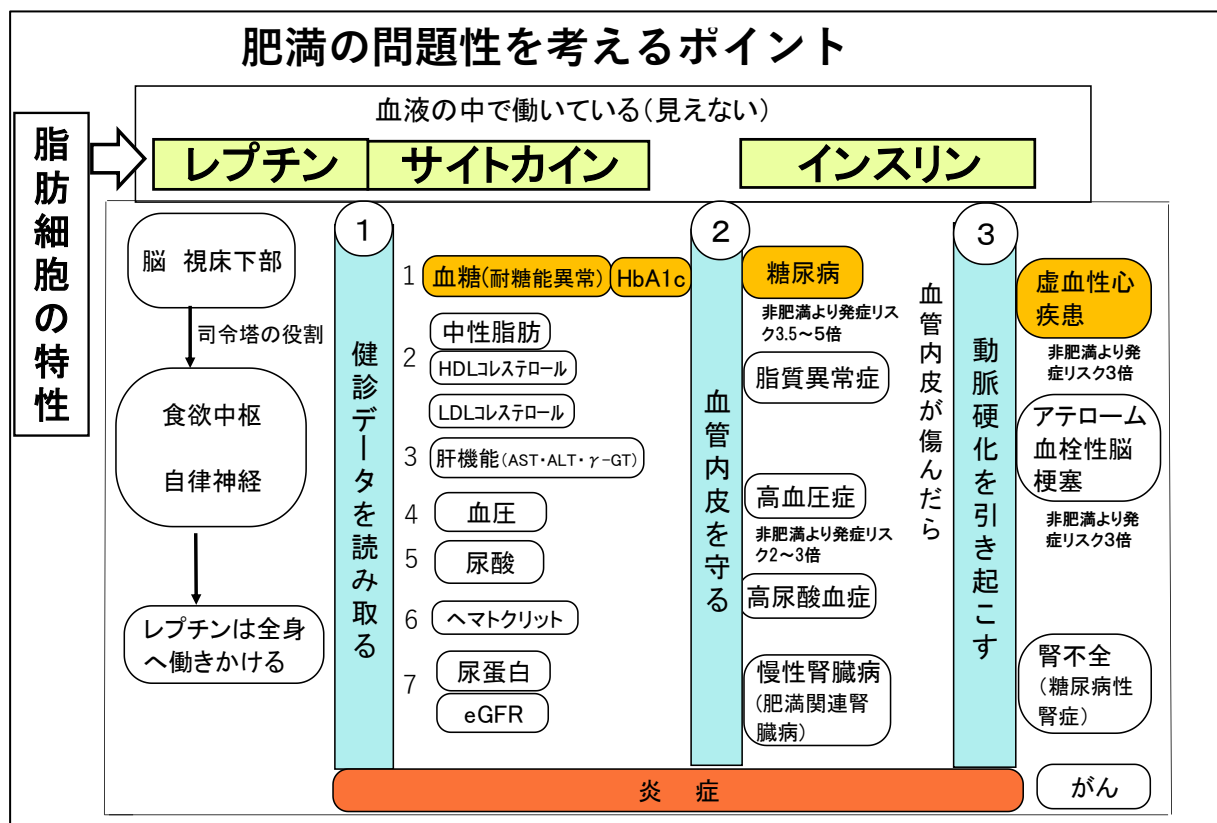 肥満の問題性を考えるポイント
脂肪細胞の特性
血液の中で働いている(見えない)
レプチン
サイトカイン
インスリン
脳 視床下部
司令塔の役割
食欲中枢
自律神経
レプチンは全身
へ働きかける
1
健診データを読み取る
1
血糖(耐糖能異常)
HbA1c
2
中性脂肪
HDLコレステロール
LDLコレステロール
3
肝機能(AST・ALT・γ-GT)
4
血圧
5
尿酸
6
ヘマトクリット
7
尿蛋白
eGFR
2
血管内皮を守る
糖尿病
非肥満より発症リス
ク3.5~5倍
脂質異常症
高血圧症
非肥満より発症リス
ク2~3倍
高尿酸血症
慢性腎臓病
(肥満関連腎
臓病)
血管内皮が傷んだら
3
動脈硬化を引き起こす
虚血性心
疾患
非肥満より発
症リスク3倍
アテローム
血栓性脳
梗塞
非肥満より発
症リスク3倍
腎不全
(糖尿病性
腎症)
炎 症
がん